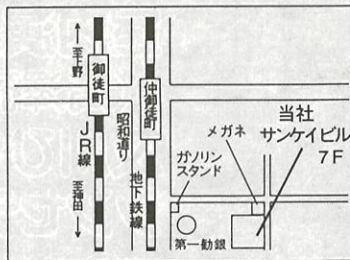 至上野
御徒町
JR線
至神田
昭和通り
仲御徒町
地下鉄線
当社
サンケイビル
7F
メガネ
ガソリン
スタンド
第一勧銀